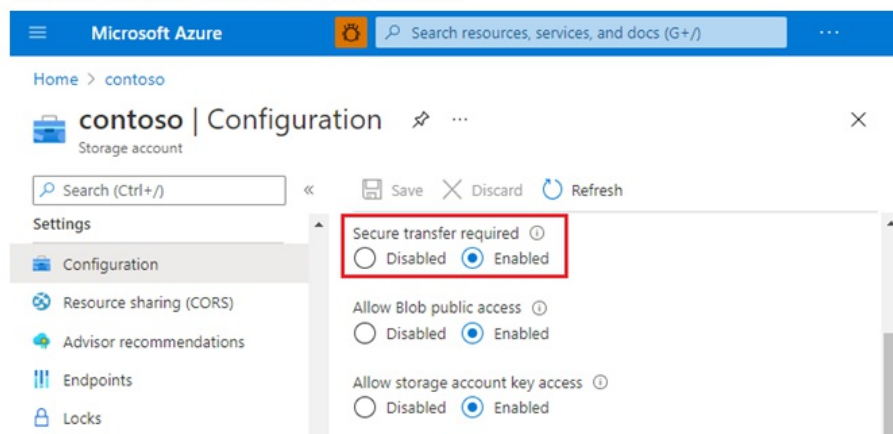 Microsoft Azure
Search resources, services, and docs (G+/)
...
Home > contoso
contoso | Configuration ...
Storage account
Search (Ctrl+/) «
Save Discard Refresh
Settings
Configuration
Resource sharing (CORS)
Advisor recommendations
Endpoints
Locks
Secure transfer required
Disabled Enabled
Allow Blob public access
Disabled Enabled
Allow storage account key access
Disabled Enabled